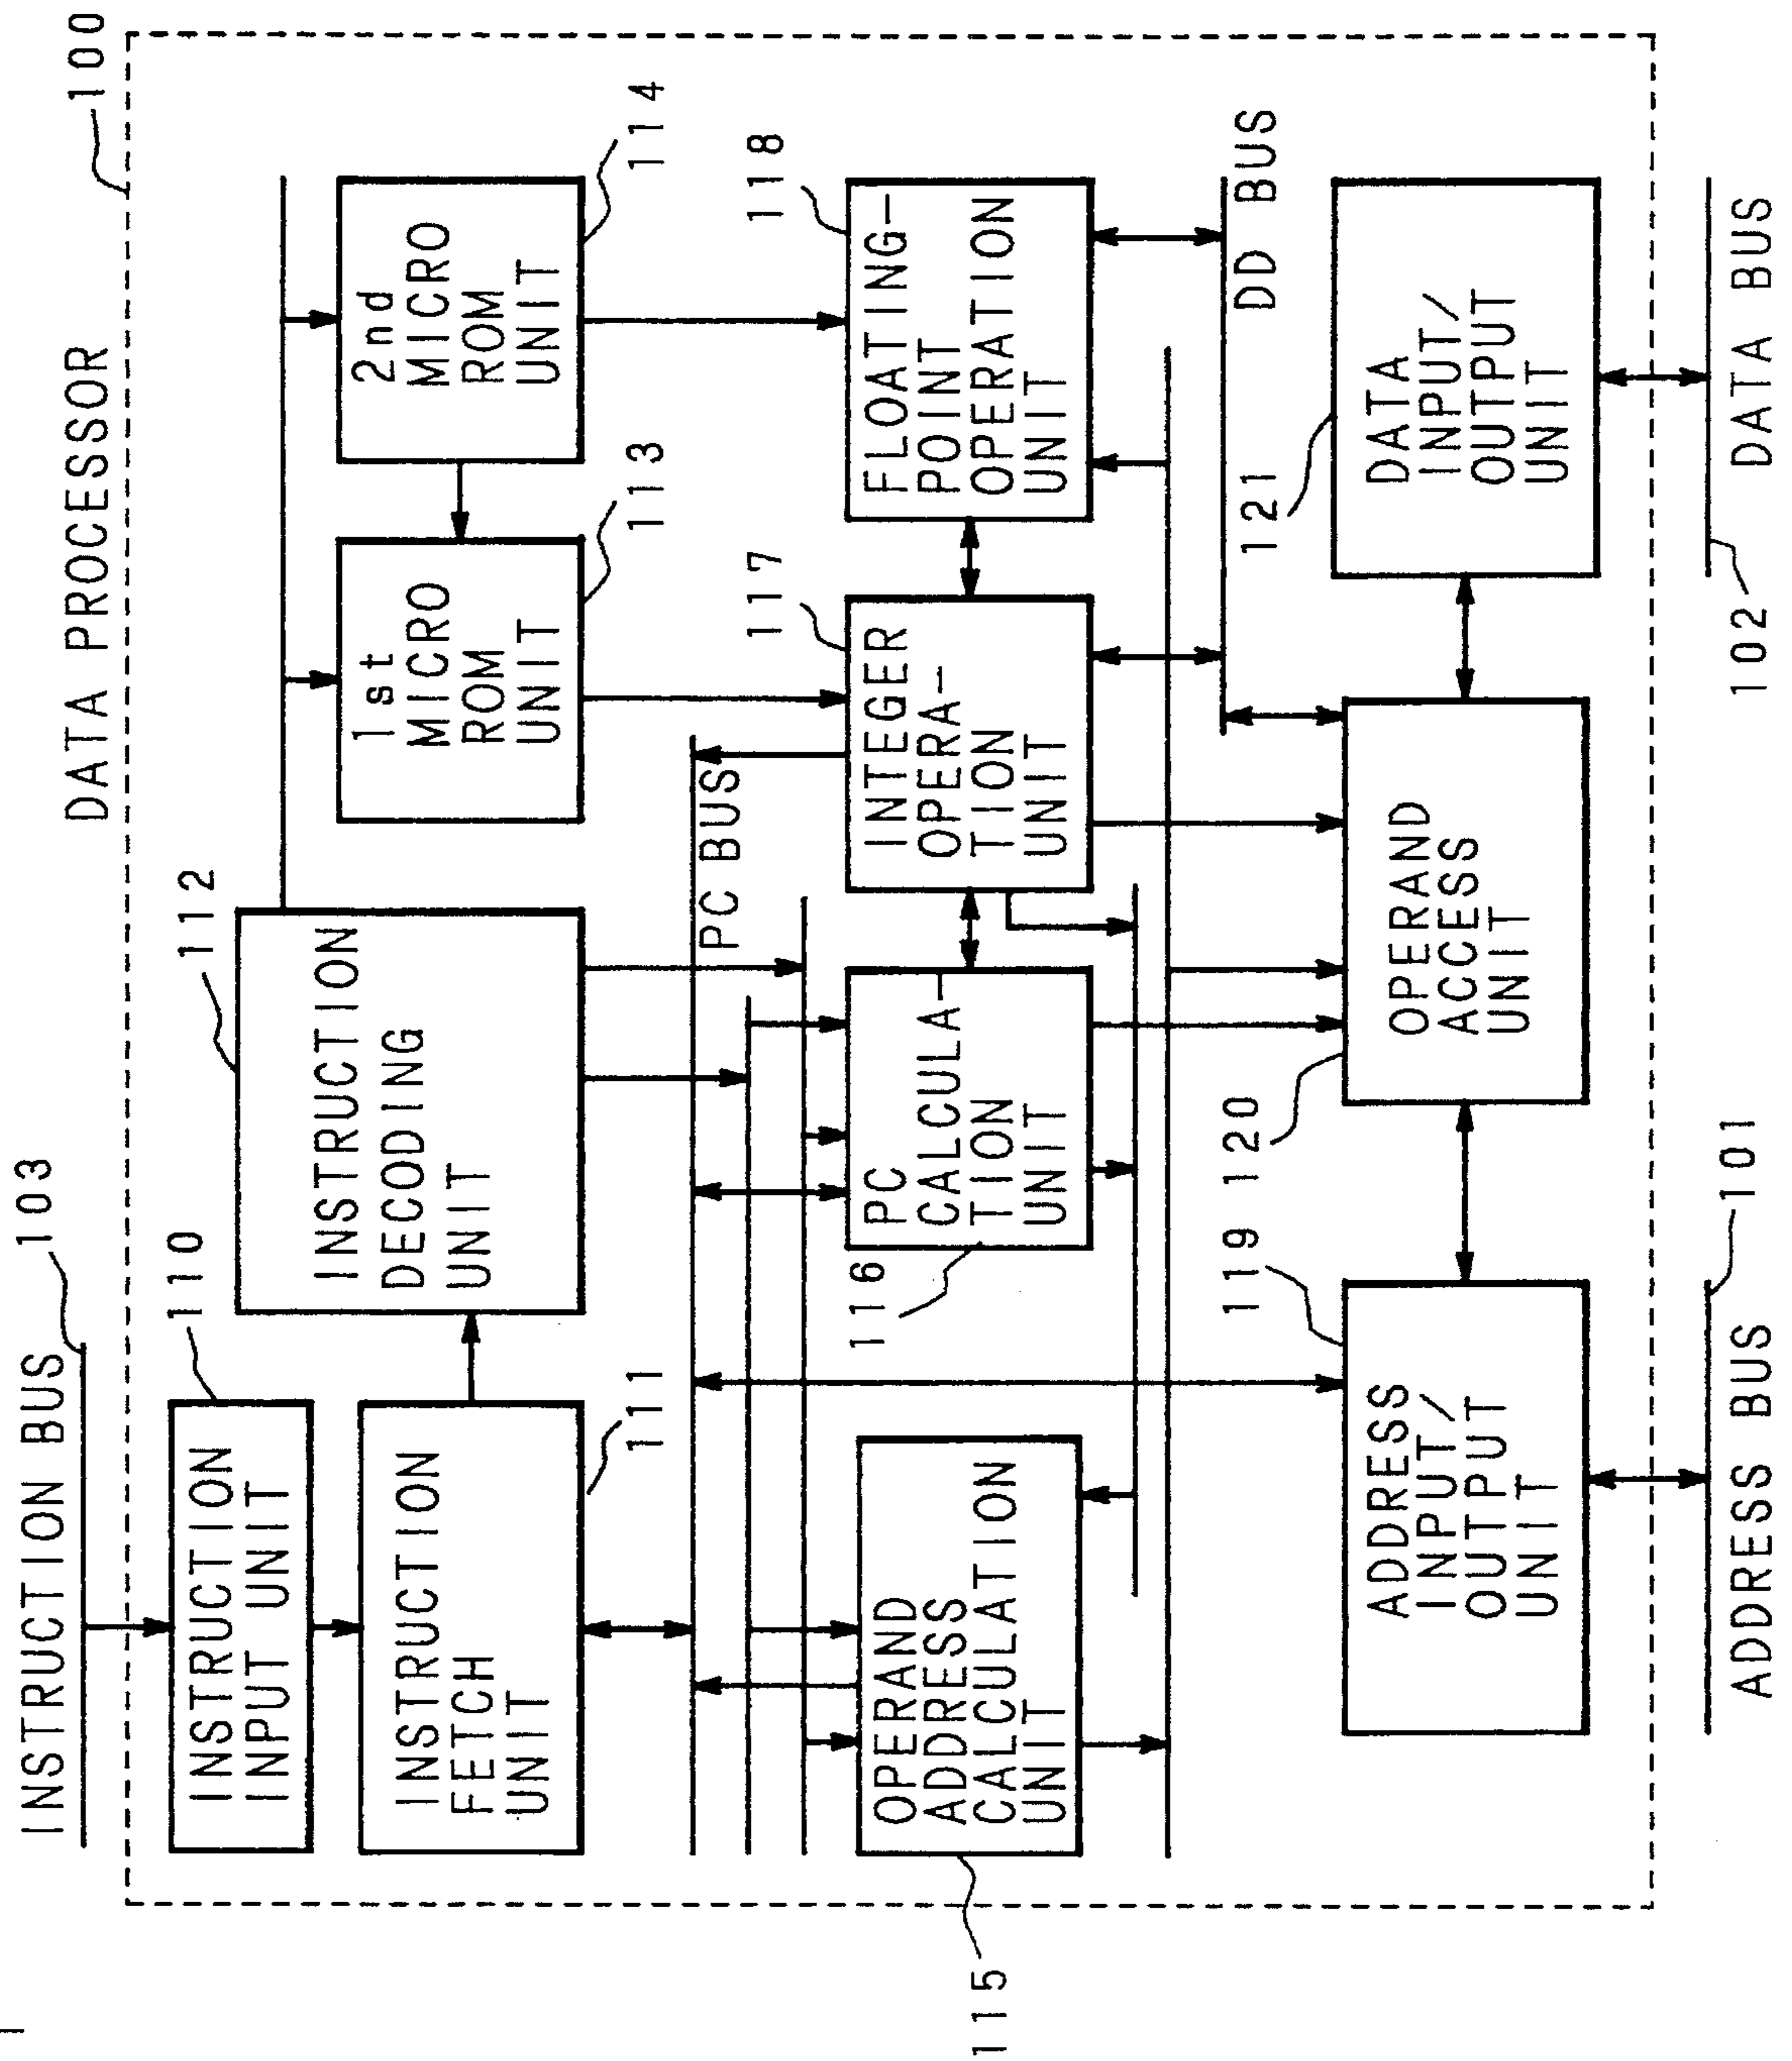 DATA PROCESSOR
100
INSTRUCTION BUS
103
INSTRUCTION
INPUT UNIT
110
INSTRUCTION
FETCH
UNIT
111
INSTRUCTION
DECODING
UNIT
112
1st
MICRO
ROM
UNIT
113
2nd
MICRO
ROM
UNIT
114
PC BUS
OPERAND
ADDRESS
CALCULATION
UNIT
115
PC
CALCULA-
TION
UNIT
116
INTEGER
OPERA-
TION
UNIT
117
FLOATING-
POINT
OPERATION
UNIT
118
DD BUS
ADDRESS
INPUT/
OUTPUT
UNIT
119
OPERAND
ACCESS
UNIT
120
DATA
INPUT/
OUTPUT
UNIT
121
ADDRESS BUS
101
102
DATA BUS